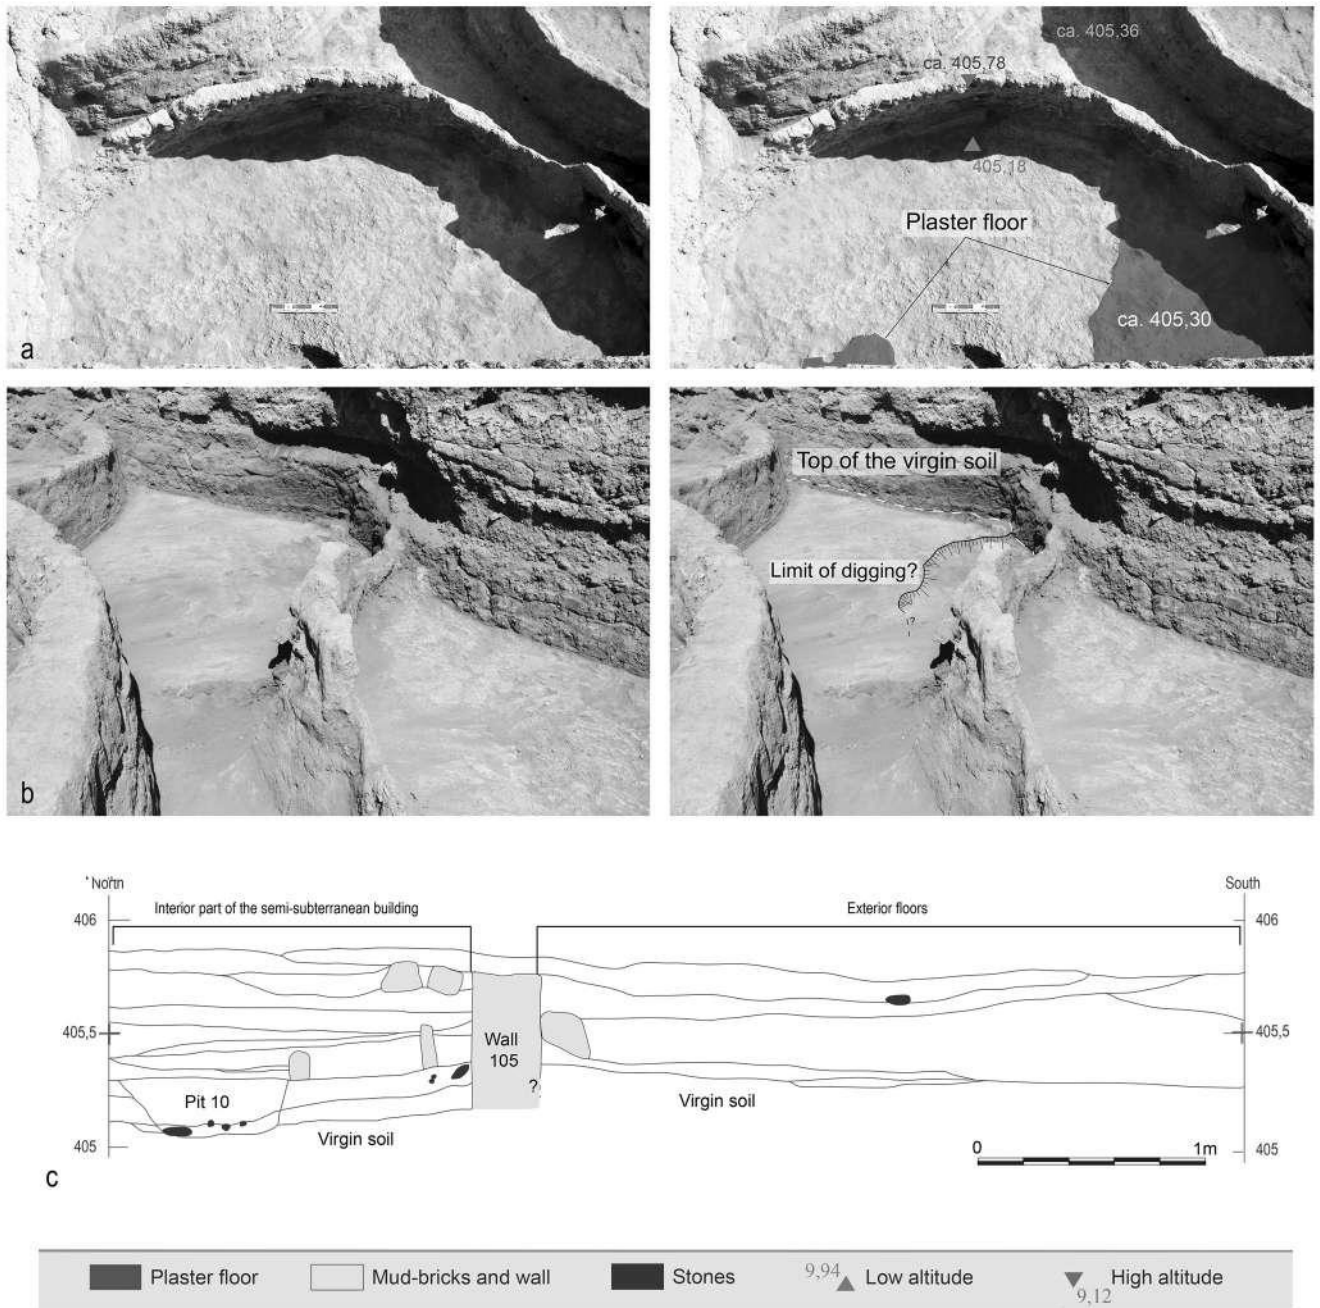 ca. 405,36
ca. 405,78
405,18
Plaster floor
ca. 405,30
a
Top of the virgin soil
Limit of digging?
!?
b
North
South
406
Interior part of the semi-subterranean building
Exterior floors
406
405,5
Wall
105
405,5
?
Pit 10
Virgin soil
Virgin soil
405
0
1m
405
c
Plaster floor
Mud-bricks and wall
Stones
9,94
Low altitude
High altitude
9,12